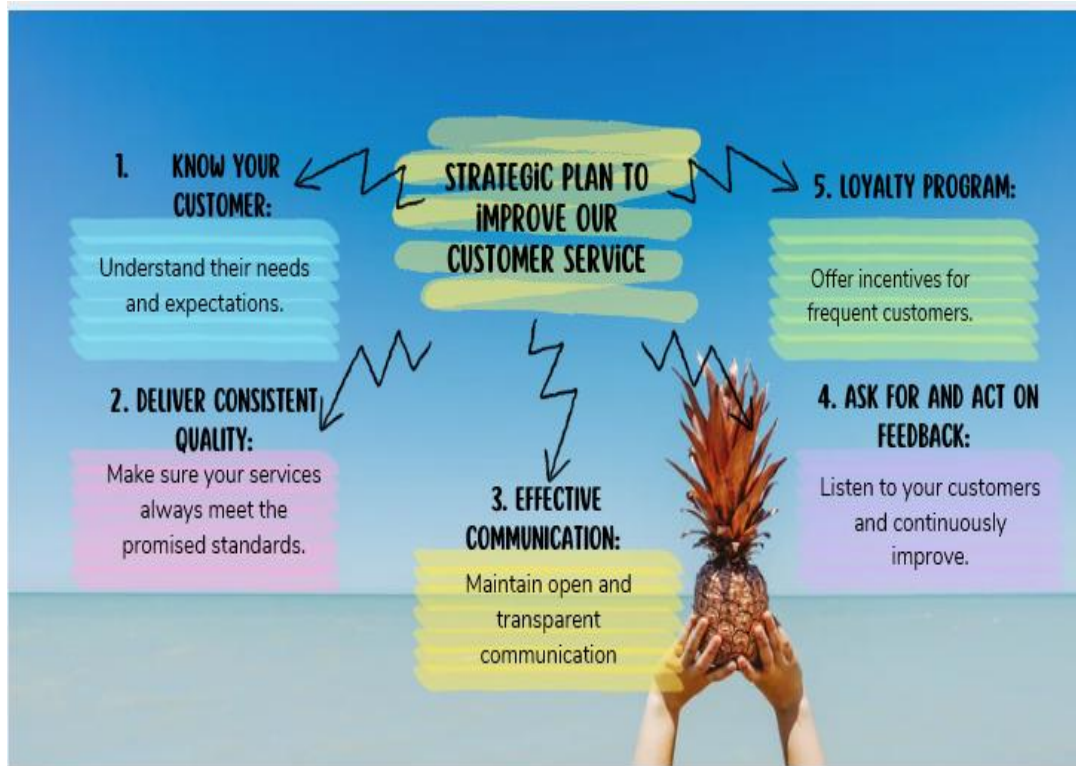 STRATEGIC PLAN TO
IMPROVE OUR
CUSTOMER SERVICE
1. KNOW YOUR
CUSTOMER:
Understand their needs
and expectations.
2. DELIVER CONSISTENT
QUALITY:
Make sure your services
always meet the
promised standards.
3. EFFECTIVE
COMMUNICATION:
Maintain open and
transparent
communication
4. ASK FOR AND ACT ON
FEEDBACK:
Listen to your customers
and continuously
improve.
5. LOYALTY PROGRAM:
Offer incentives for
frequent customers.